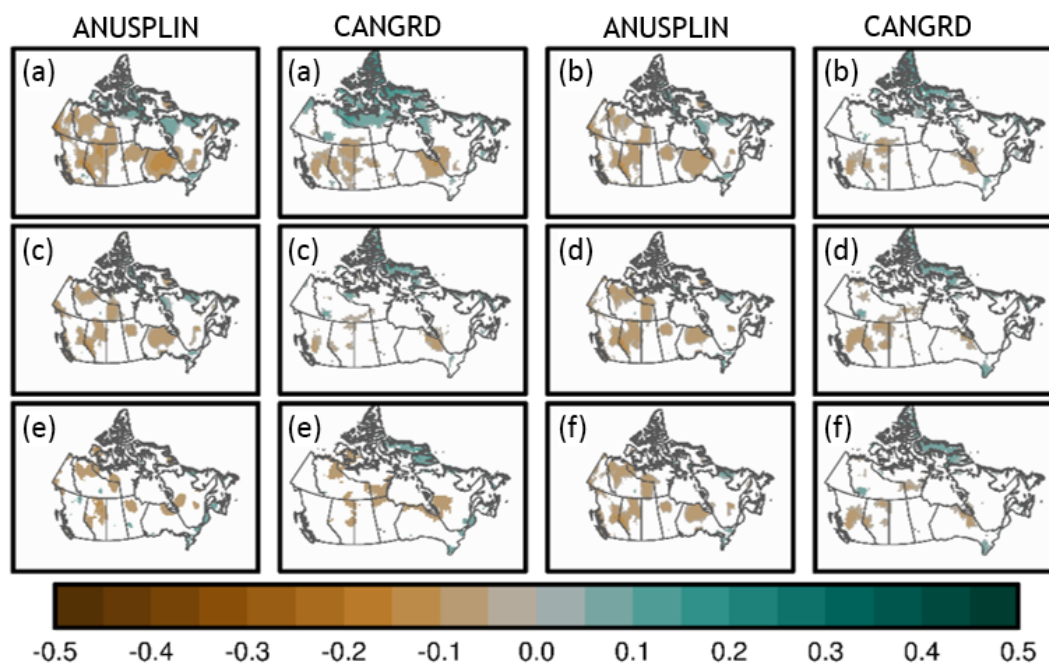 ANUSPLIN CANGRD ANUSPLIN CANGRD
(a) (a) (b) (b)
(c) (c) (d) (d)
(e) (e) (f) (f)
-0.5 -0.4 -0.3 -0.2 -0.1 0.0 0.1 0.2 0.3 0.4 0.5